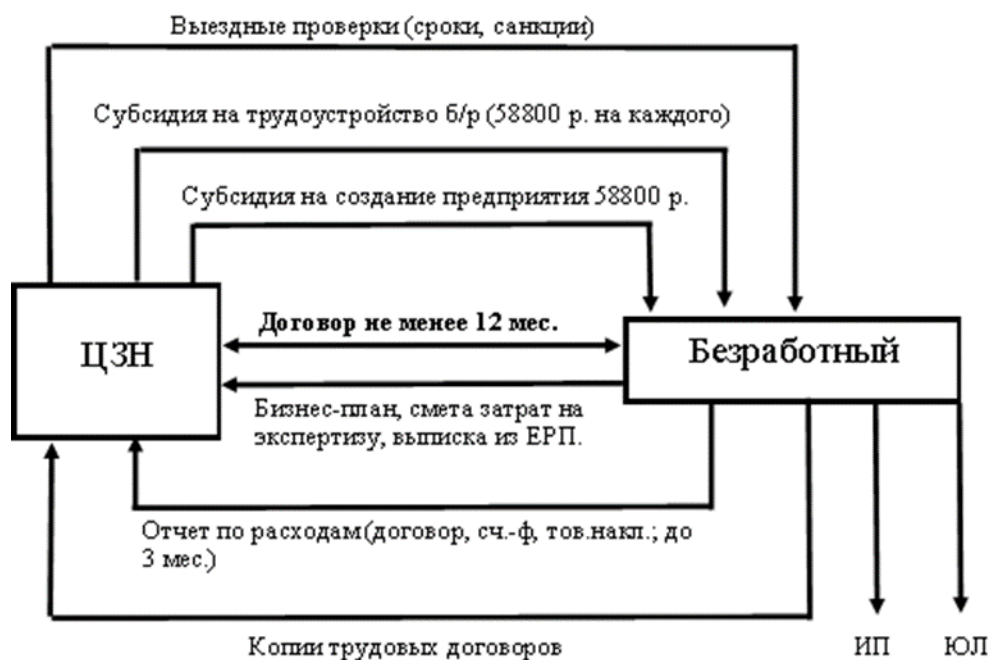 Выездные проверки (сроки, санкции)
Субсидия на трудоустройство б/р (58800 р. на каждого)
Субсидия на создание предприятия 58800 р.
Договор не менее 12 мес.
ЦЗН
Безработный
Бизнес-план, смета затрат на
экспертизу, выписка из ЕРП.
Отчет по расходам(договор, сч.-ф, тов.накл.; до
3 мес.)
Копии трудовых договоров
ИП
ЮЛ